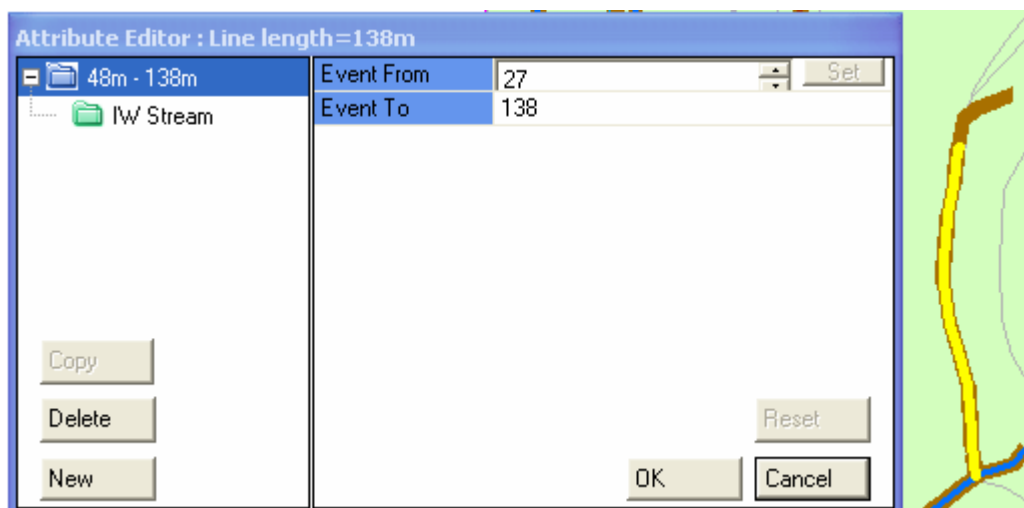 Attribute Editor : Line length=138m
48m - 138m
IW Stream
Event From 27 Set
Event To 138
Copy
Delete
Reset
New
OK Cancel